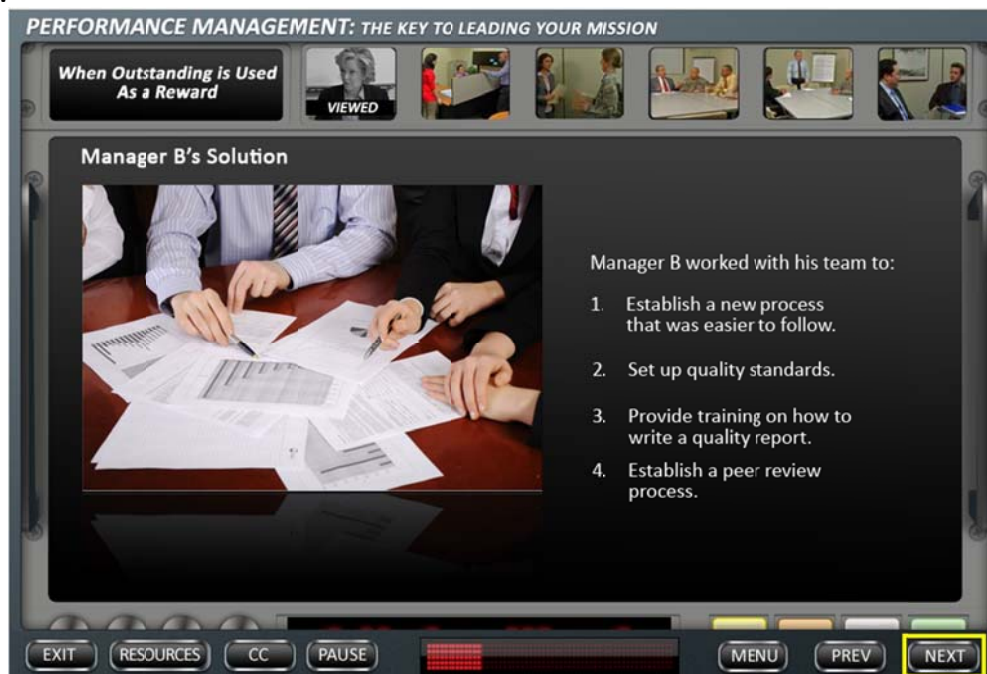 PERFORMANCE MANAGEMENT: THE KEY TO LEADING YOUR MISSION
When Outstanding is Used
As a Reward
VIEWED
Manager B's Solution
Manager B worked with his team to:
1. Establish a new process
that was easier to follow.
2. Set up quality standards.
3. Provide training on how to
write a quality report.
4. Establish a peer review
process.
EXIT
RESOURCES
CC
PAUSE
MENU
PREV
NEXT